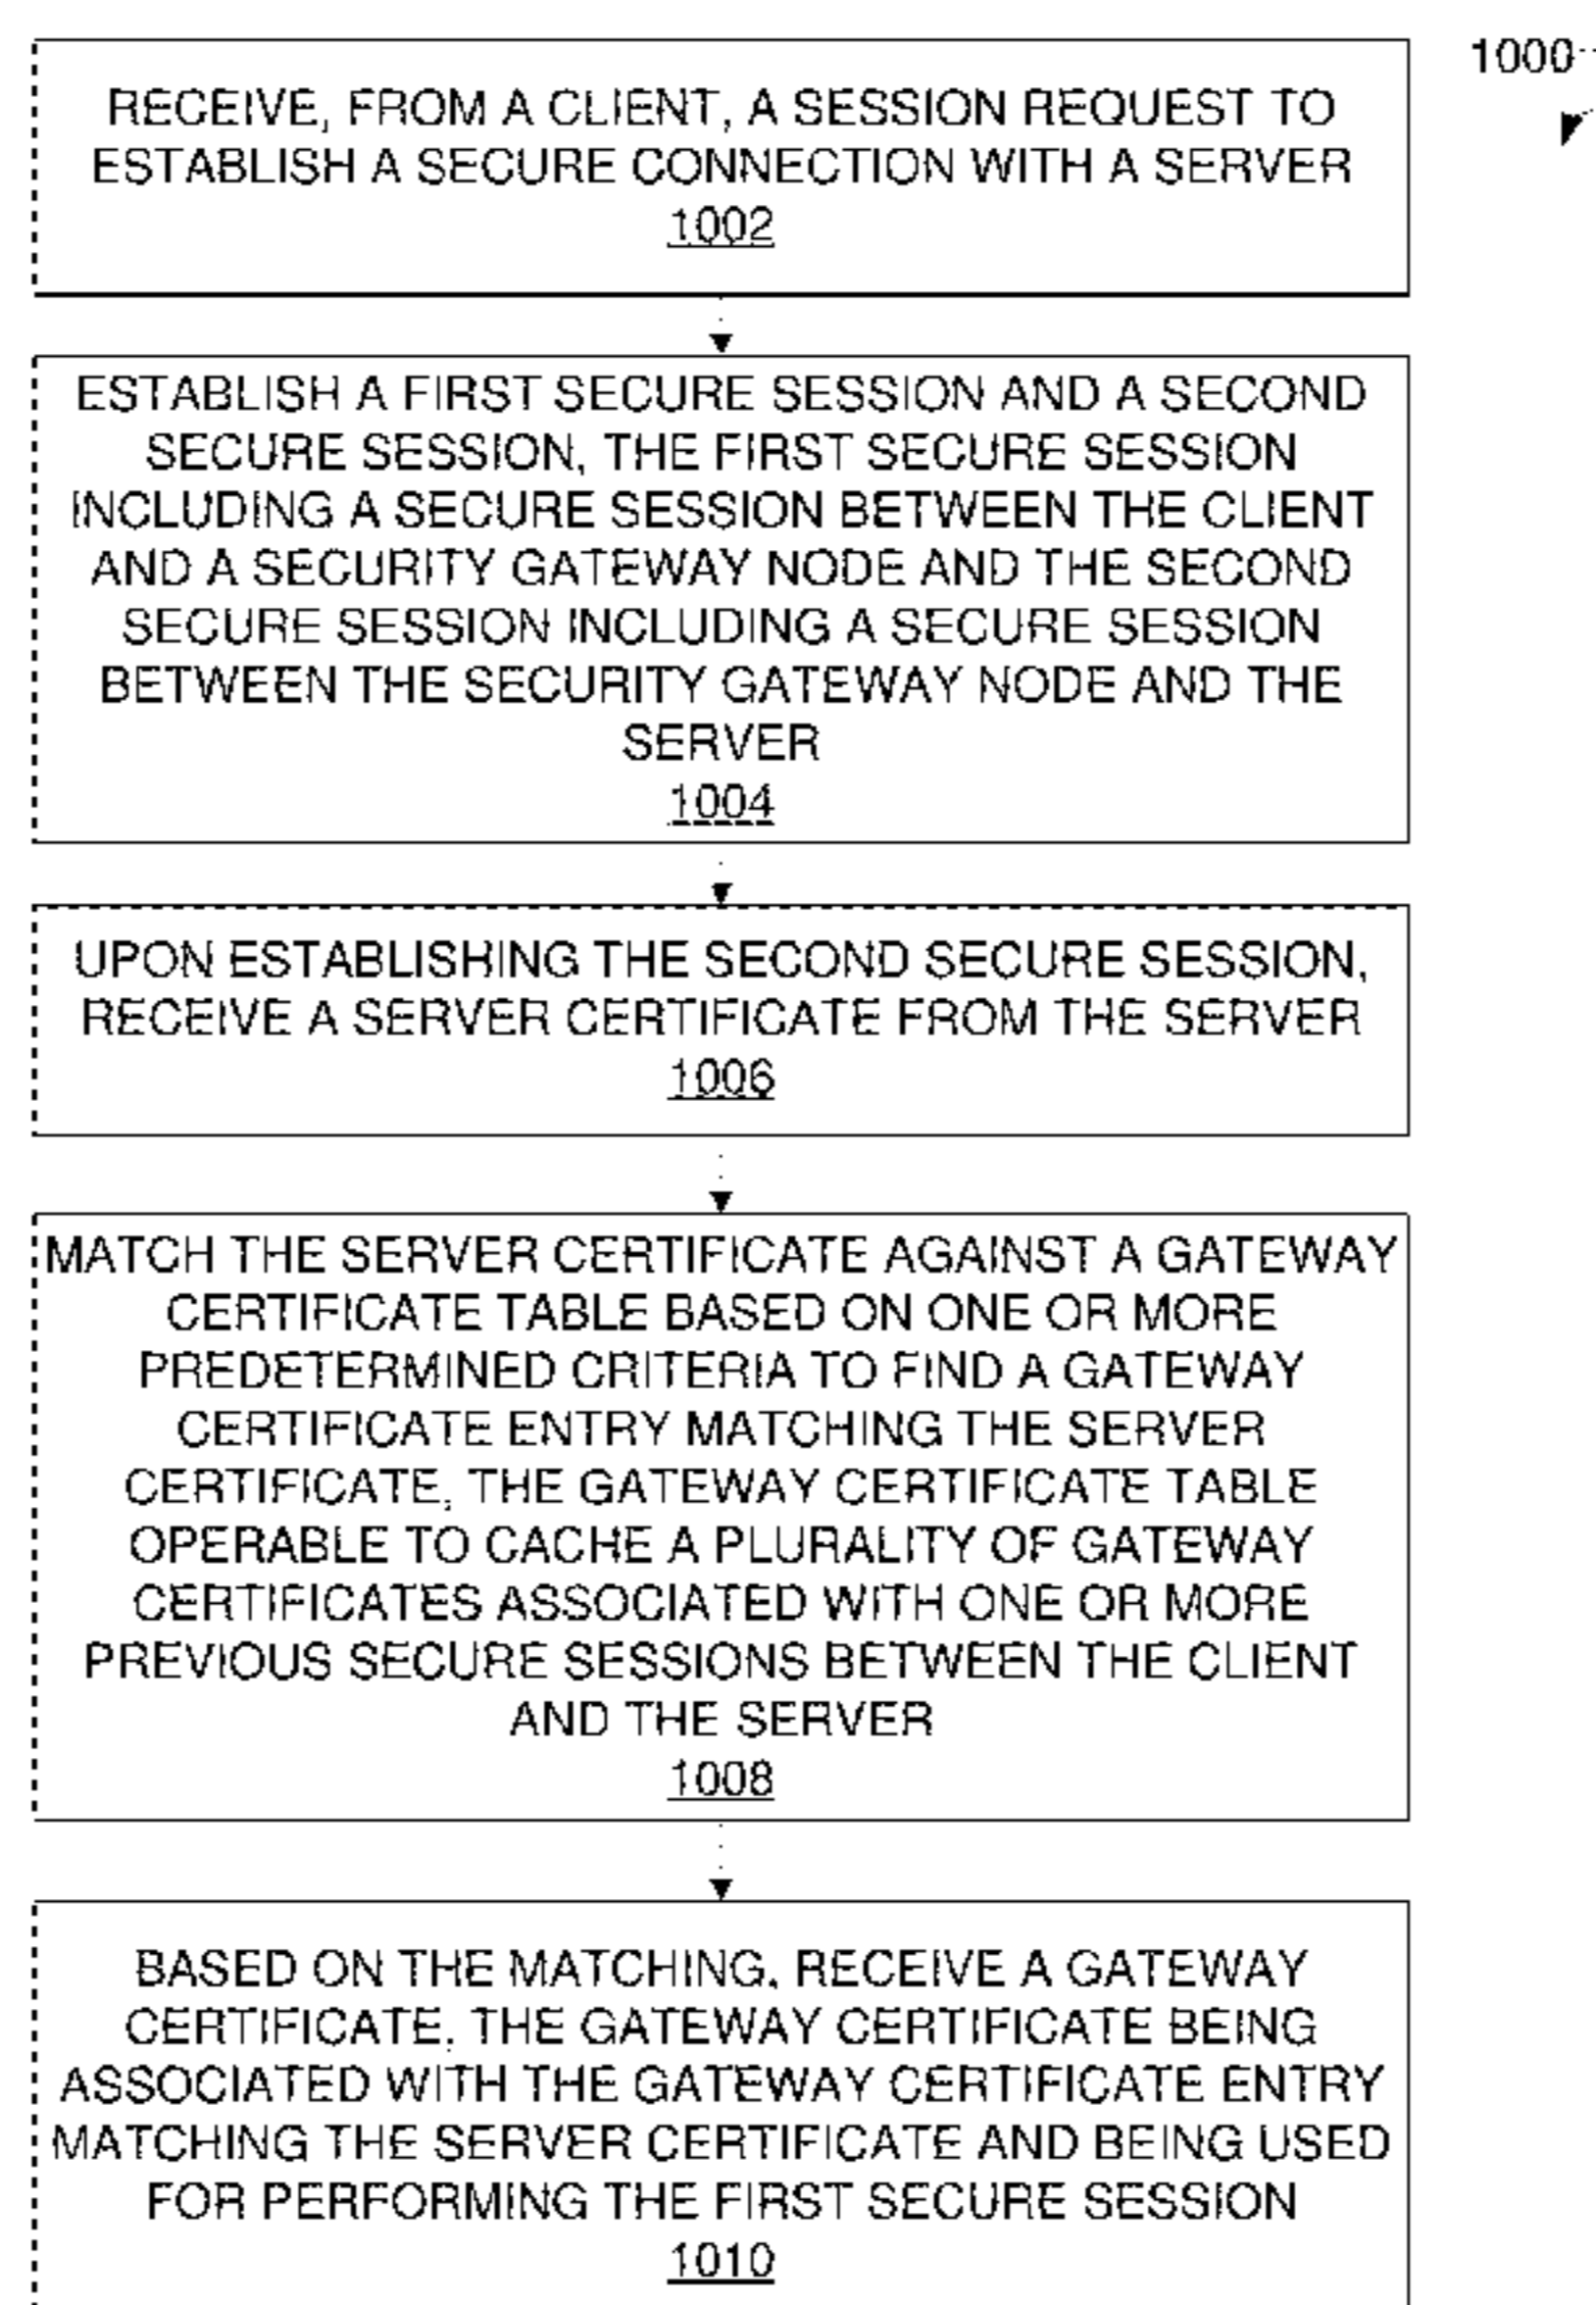 1000
RECEIVE, FROM A CLIENT, A SESSION REQUEST TO
ESTABLISH A SECURE CONNECTION WITH A SERVER
1002
ESTABLISH A FIRST SECURE SESSION AND A SECOND
SECURE SESSION, THE FIRST SECURE SESSION
INCLUDING A SECURE SESSION BETWEEN THE CLIENT
AND A SECURITY GATEWAY NODE AND THE SECOND
SECURE SESSION INCLUDING A SECURE SESSION
BETWEEN THE SECURITY GATEWAY NODE AND THE
SERVER
1004
UPON ESTABLISHING THE SECOND SECURE SESSION,
RECEIVE A SERVER CERTIFICATE FROM THE SERVER
1006
MATCH THE SERVER CERTIFICATE AGAINST A GATEWAY
CERTIFICATE TABLE BASED ON ONE OR MORE
PREDETERMINED CRITERIA TO FIND A GATEWAY
CERTIFICATE ENTRY MATCHING THE SERVER
CERTIFICATE, THE GATEWAY CERTIFICATE TABLE
OPERABLE TO CACHE A PLURALITY OF GATEWAY
CERTIFICATES ASSOCIATED WITH ONE OR MORE
PREVIOUS SECURE SESSIONS BETWEEN THE CLIENT
AND THE SERVER
1008
BASED ON THE MATCHING, RECEIVE A GATEWAY
CERTIFICATE, THE GATEWAY CERTIFICATE BEING
ASSOCIATED WITH THE GATEWAY CERTIFICATE ENTRY
MATCHING THE SERVER CERTIFICATE AND BEING USED
FOR PERFORMING THE FIRST SECURE SESSION
1010